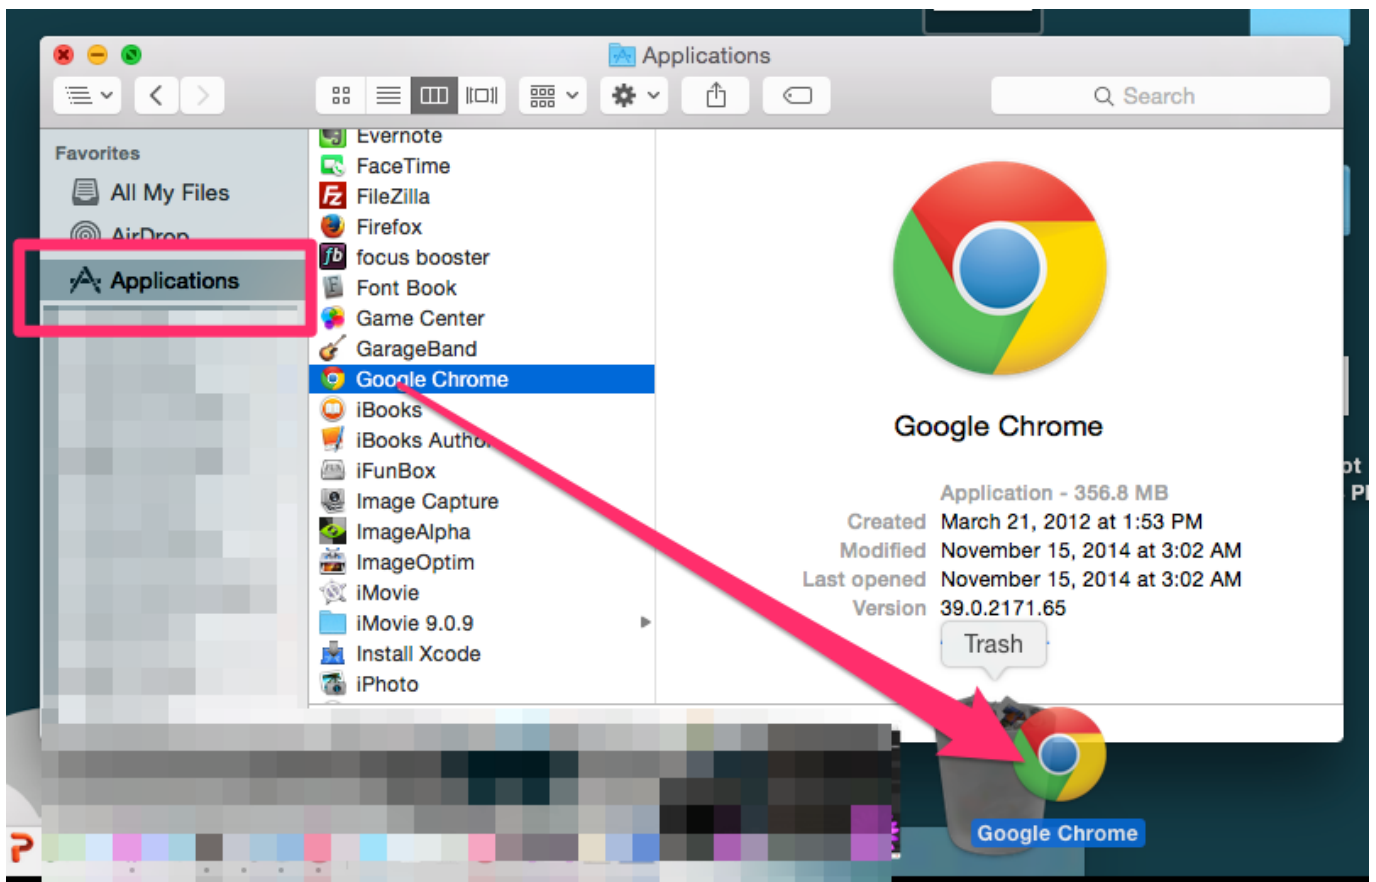 Applications
Search
Favorites
All My Files
AirDrop
Applications
Evernote
FaceTime
FileZilla
Firefox
fb
focus booster
Font Book
Game Center
GarageBand
Google Chrome
iBooks
iBooks Author
iFunBox
Image Capture
ImageAlpha
ImageOptim
iMovie
iMovie 9.0.9
Install Xcode
iPhoto
Google Chrome
Application - 356.8 MB
Created March 21, 2012 at 1:53 PM
Modified November 15, 2014 at 3:02 AM
Last opened November 15, 2014 at 3:02 AM
Version 39.0.2171.65
Trash
Google Chrome